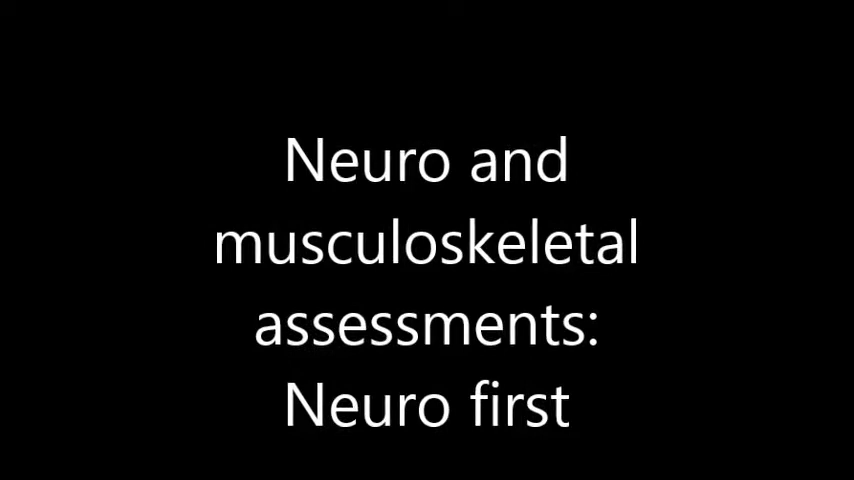 Neuro and
musculoskeletal
assessments:
Neuro first